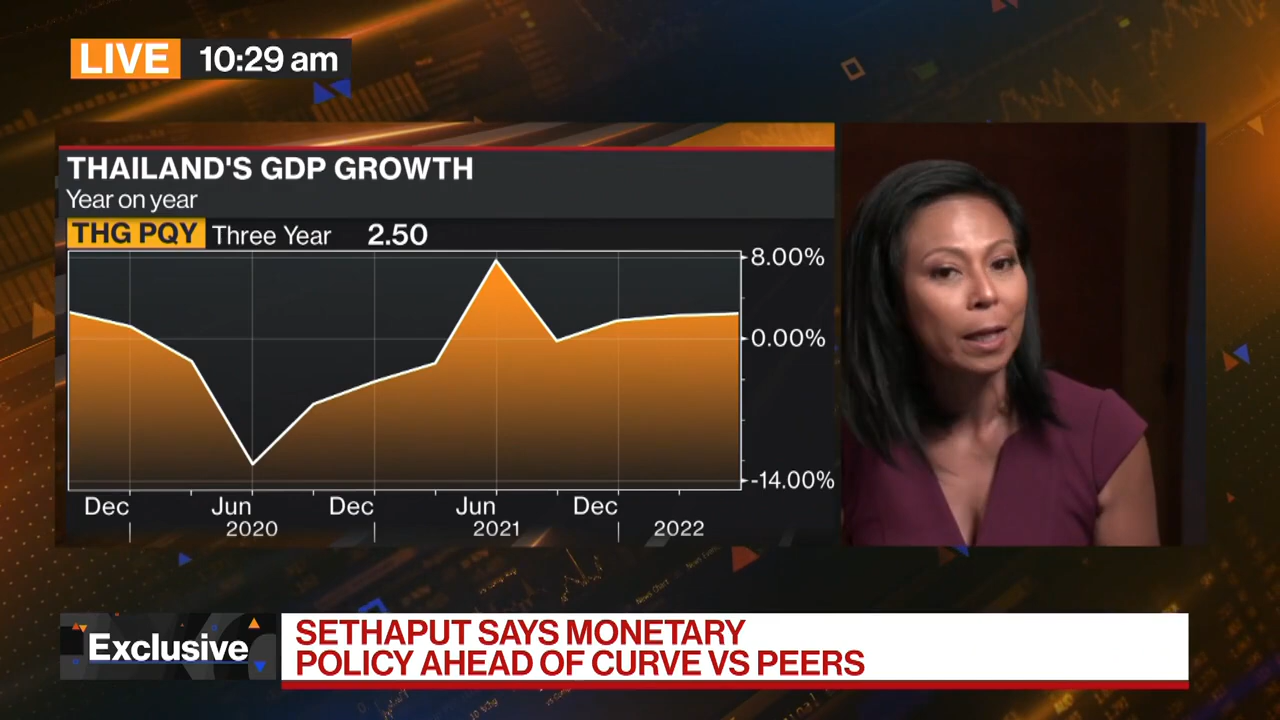 LIVE 10:29 am
THAILAND'S GDP GROWTH
Year on year
THG PQY Three Year 2.50
8.00%
0.00%
-14.00%
Dec Jun Dec Jun Dec
2020 2021 2022
News Chart
Exclusive
SETHAPUT SAYS MONETARY
POLICY AHEAD OF CURVE VS PEERS